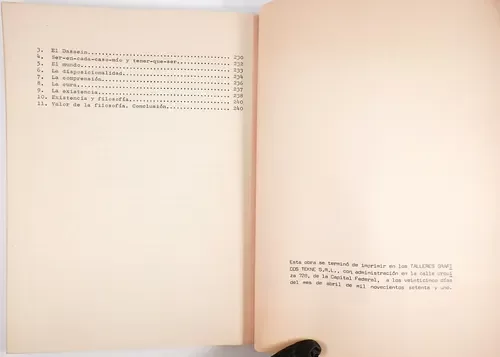 3. El Dasein........................230
4. Ser-en-cada-caso-mío y tener-que-ser........232
5. El mundo........................233
6. La disposicionalidad........................234
7. La comprensión........................236
8. La cura........................237
9. La existencia........................238
10. Existencia y filosofía........................240
11. Valor de la filosofía. Conclusión........240
Esta obra se terminó de imprimir en los TALLERES GRAFI
COS TEKNE S.R.L., con administración en la calle
za 720, de la Capital Federal, a los veinticinco días
del mes de abril de mil novecientos setenta y uno.